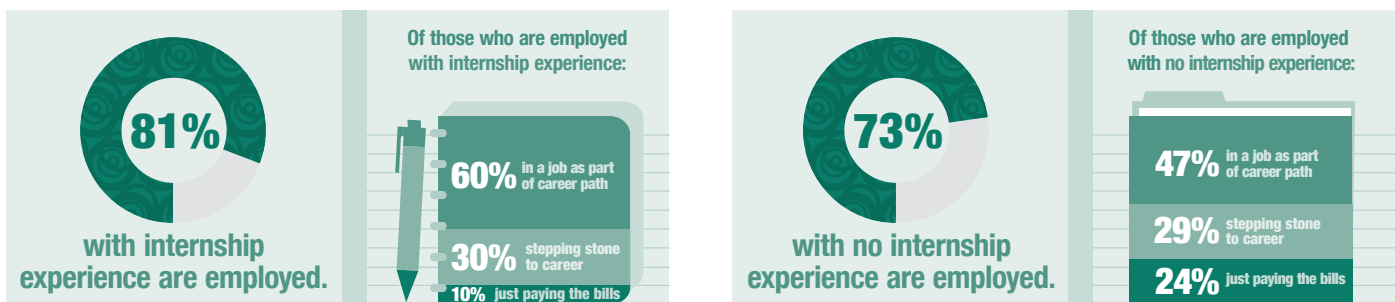 81%
with internship
experience are employed.
Of those who are employed
with internship experience:
60% in a job as part
of career path
30% stepping stone
to career
10% just paying the bills
73%
with no internship
experience are employed.
Of those who are employed
with no internship experience:
47% in a job as part
of career path
29% stepping stone
to career
24% just paying the bills